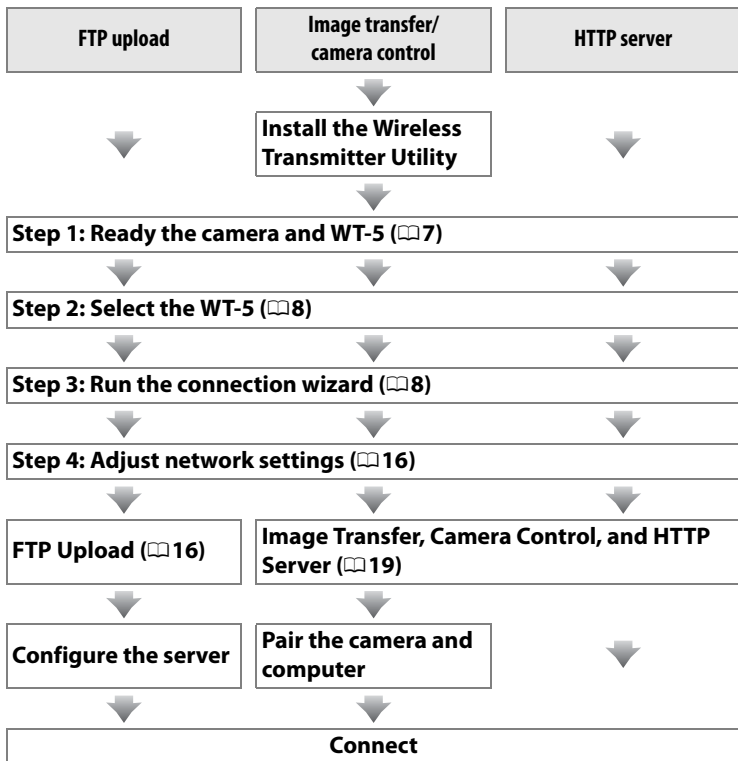 FTP upload
Image transfer/
camera control
HTTP server
Install the Wireless
Transmitter Utility
Step 1: Ready the camera and WT-5 (🕮7)
Step 2: Select the WT-5 (🕮8)
Step 3: Run the connection wizard (🕮8)
Step 4: Adjust network settings (🕮16)
FTP Upload (🕮16)
Image Transfer, Camera Control, and HTTP
Server (🕮19)
Configure the server
Pair the camera and
computer
Connect